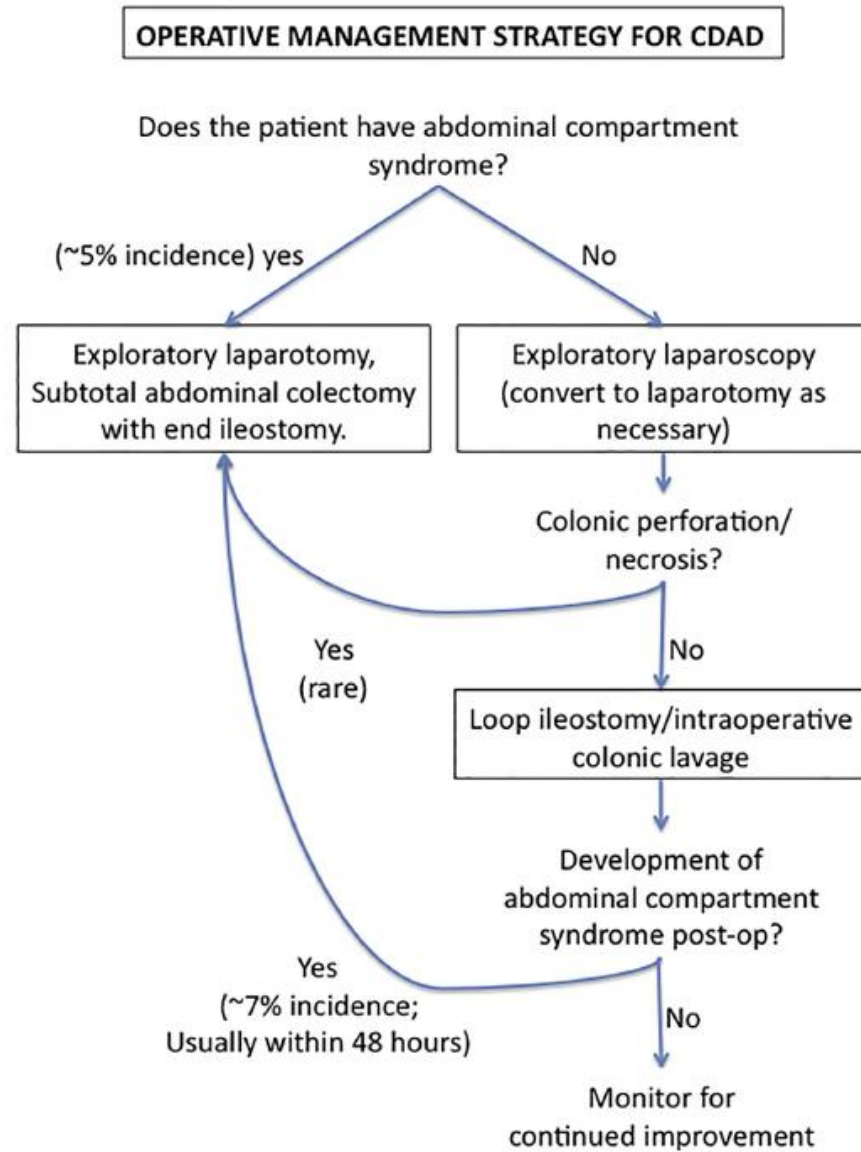 OPERATIVE MANAGEMENT STRATEGY FOR CDAD
Does the patient have abdominal compartment
syndrome?
(~5% incidence) yes
No
Exploratory laparotomy,
Subtotal abdominal colectomy
with end ileostomy.
Exploratory laparoscopy
(convert to laparotomy as
necessary)
Colonic perforation/
necrosis?
Yes
(rare)
No
Loop ileostomy/intraoperative
colonic lavage
Development of
abdominal compartment
syndrome post-op?
Yes
(~7% incidence;
Usually within 48 hours)
No
Monitor for
continued improvement